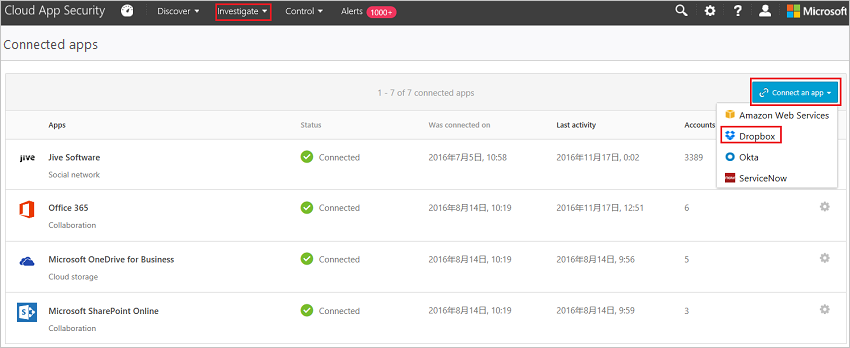 Cloud App Security Discover Investigate Control Alerts 1000+ ? Microsoft
Connected apps
1 - 7 of 7 connected apps Connect an app
Amazon Web Services
Dropbox
Okta
ServiceNow
Apps Status Was connected on Last activity Accounts
Jive Jive Software Connected 2016年7月5日, 10:58 2016年11月17日, 0:02 3389
Social network
Office 365 Connected 2016年8月14日, 10:19 2016年11月17日, 12:51 6
Collaboration
Microsoft OneDrive for Business Connected 2016年8月14日, 10:19 2016年8月14日, 9:56 5
Cloud storage
S Microsoft SharePoint Online Connected 2016年8月14日, 10:19 2016年8月14日, 9:59 3
Collaboration